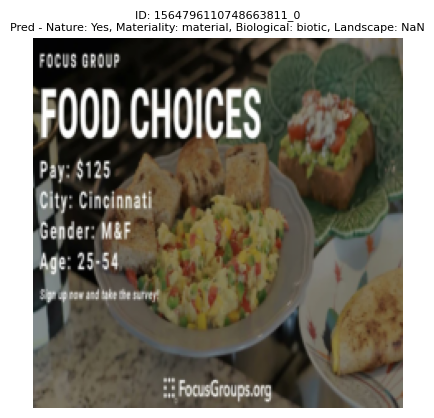 ID: 1564796110748663811_0
Pred - Nature: Yes, Materiality: material, Biological: biotic, Landscape: NaN
FOCUS GROUP
FOOD CHOICES
Pay: $125
City: Cincinnati
Gender: M&F
Age: 25-54
Sign up now and take the survey!
FocusGroups.org